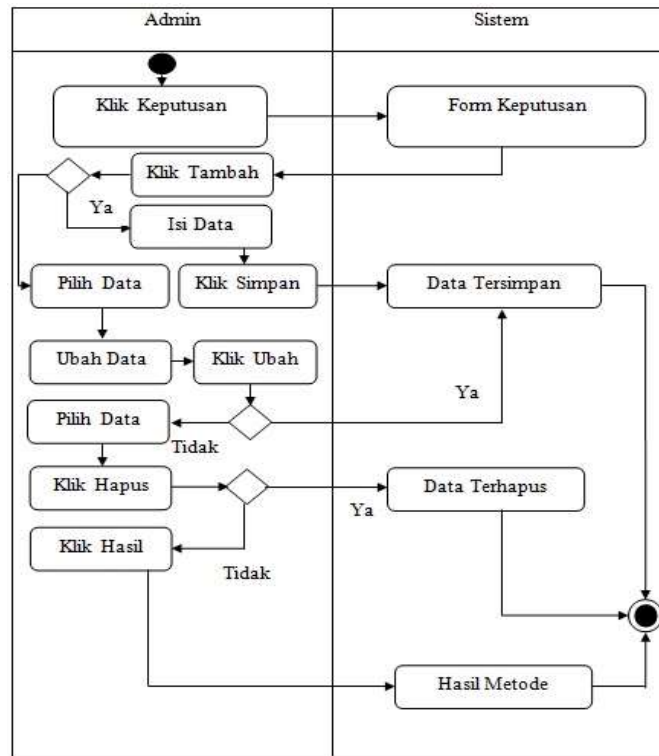 Admin
Sistem
Klik Keputusan
Form Keputusan
Klik Tambah
Ya
Isi Data
Pilih Data
Klik Simpan
Data Tersimpan
Ubah Data
Klik Ubah
Ya
Pilih Data
Tidak
Klik Hapus
Data Terhapus
Ya
Klik Hasil
Tidak
Hasil Metode